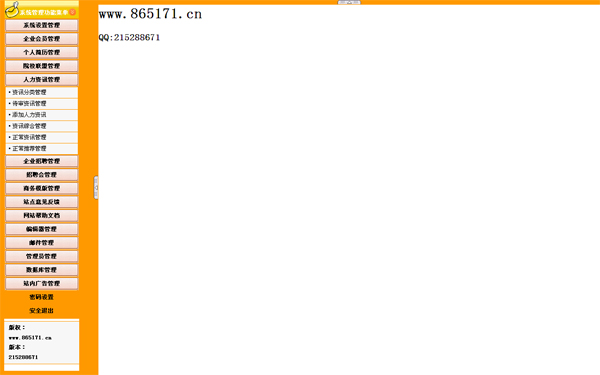 系统管理功能菜单
系统设置管理
企业会员管理
个人简历管理
院校联盟管理
人力资讯管理
• 资讯分类管理
• 待审资讯管理
• 添加人力资讯
• 资讯综合管理
• 正常资讯管理
• 正常推荐管理
企业招聘管理
招聘会管理
商务模版管理
站点意见反馈
网站帮助文档
编辑器管理
邮件管理
管理员管理
数据库管理
站内广告管理
密码设置
安全退出
版权：
www.865171.cn
版本：
215288671
www.865171.cn
QQ:215288671